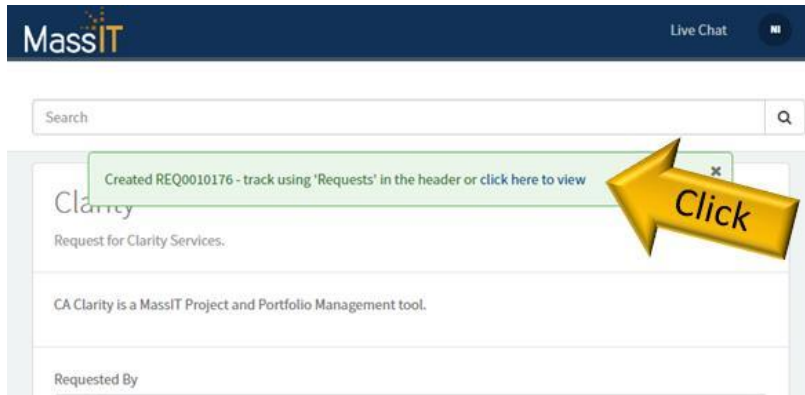 MassIT
Live Chat
NI
Search
Created REQ0010176 - track using 'Requests' in the header or click here to view
Click
Clarity
Request for Clarity Services.
CA Clarity is a MassIT Project and Portfolio Management tool.
Requested By